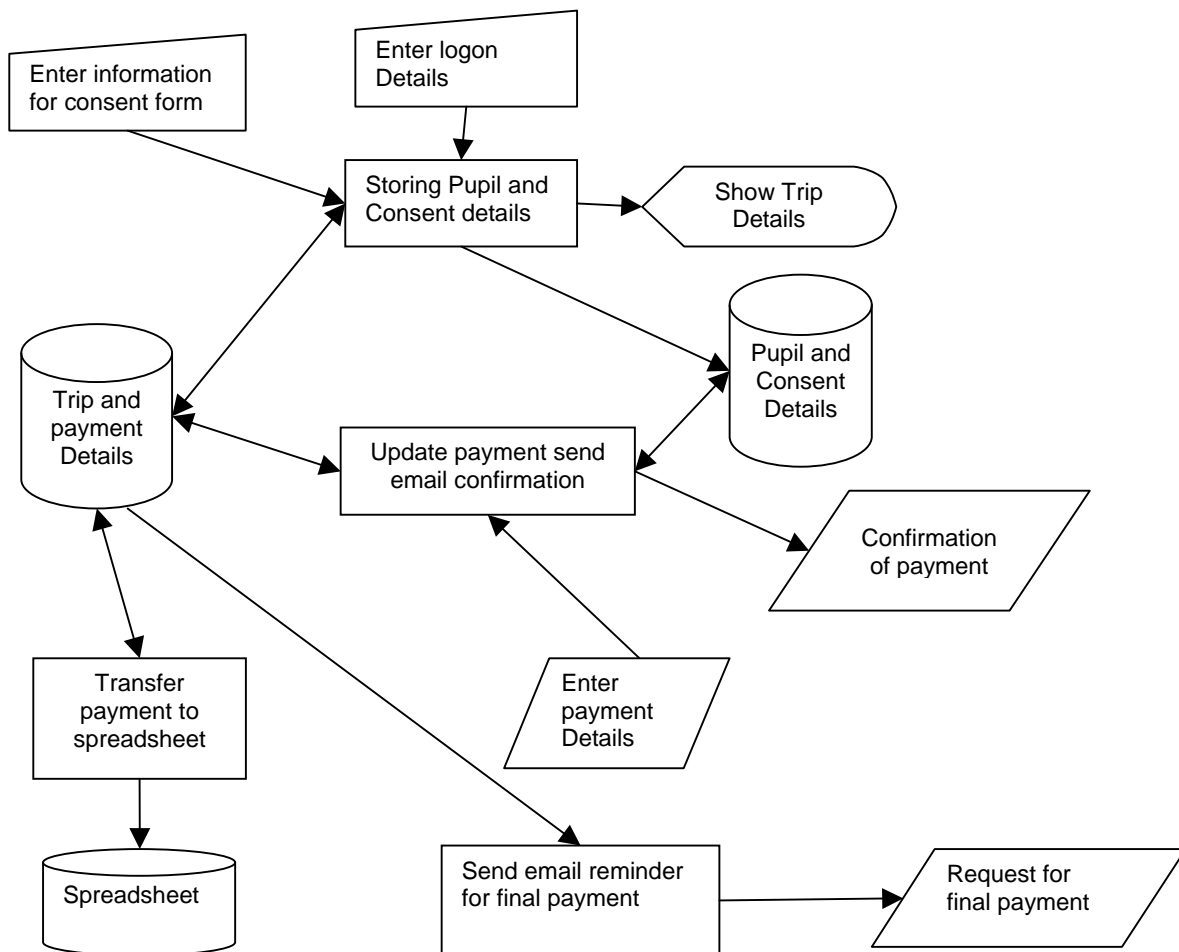 Enter information
for consent form
Enter logon
Details
Storing Pupil and
Consent details
Show Trip
Details
Trip and
payment
Details
Pupil and
Consent
Details
Update payment send
email confirmation
Confirmation
of payment
Transfer
payment to
spreadsheet
Enter
payment
Details
Spreadsheet
Send email reminder
for final payment
Request for
final payment